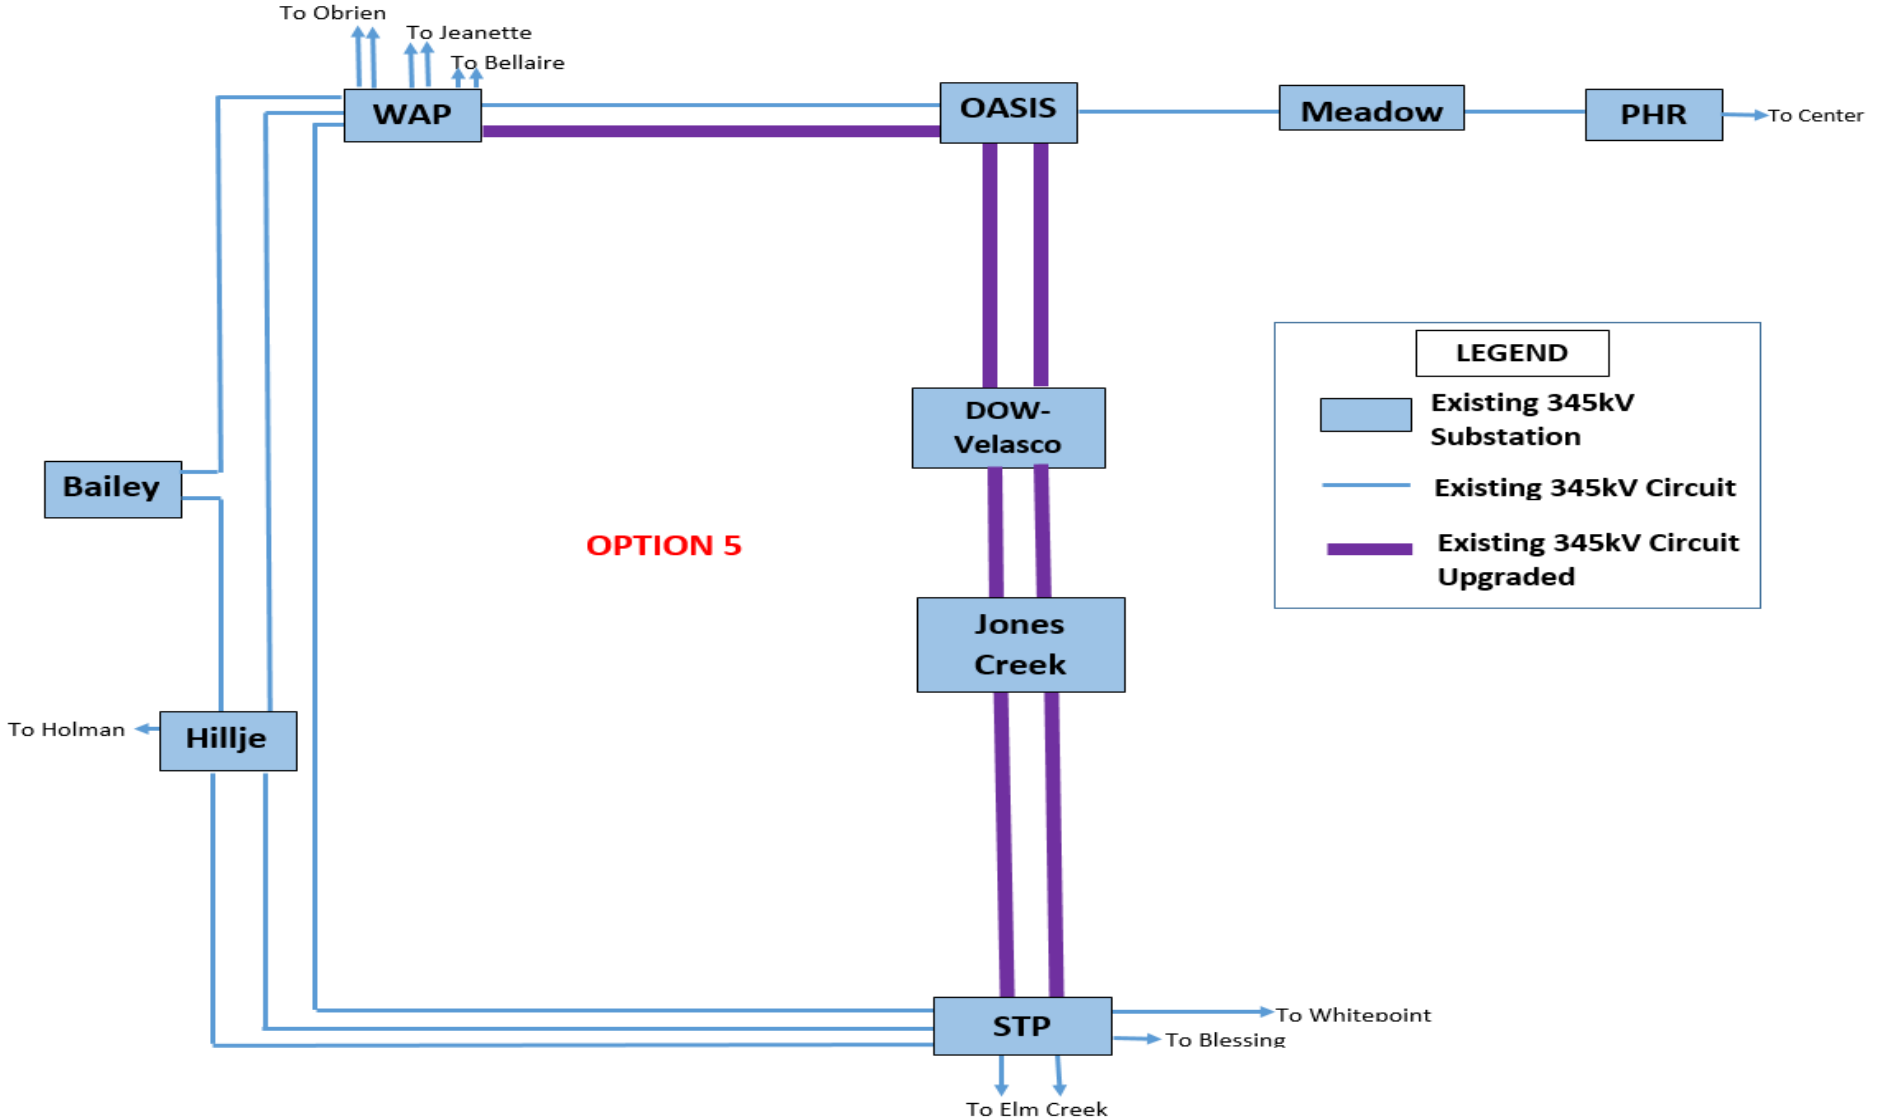 To Obrien
To Jeanette
To Bellaire
WAP
OASIS
Meadow
PHR
To Center
LEGEND
Existing 345kV
Substation
Existing 345kV Circuit
Existing 345kV Circuit
Upgraded
DOW-
Velasco
Bailey
OPTION 5
Jones
Creek
To Holman
Hillje
STP
To Whitepoint
To Blessing
To Elm Creek